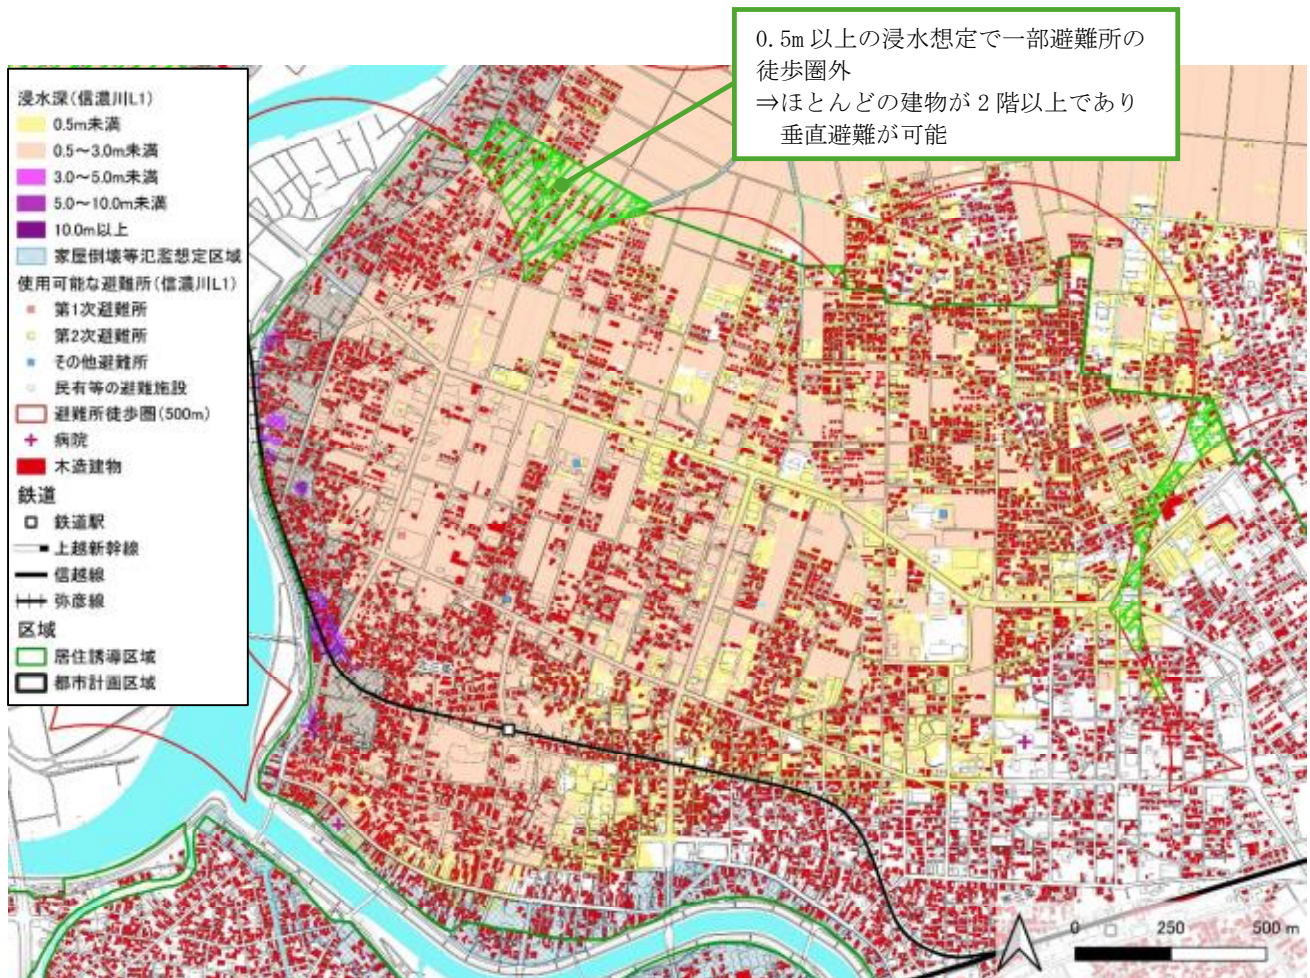 0.5m 以上の浸水想定で一部避難所の
徒歩圏外
⇒ほとんどの建物が 2 階以上であり
垂直避難が可能
浸水深(信濃川L1)
0.5m未満
0.5～3.0m未満
3.0～5.0m未満
5.0～10.0m未満
10.0m以上
家屋倒壊等氾濫想定区域
使用可能な避難所(信濃川L1)
第1次避難所
第2次避難所
その他避難所
民有等の避難施設
避難所徒歩圏(500m)
病院
木造建物
鉄道
鉄道駅
上越新幹線
信越線
弥彦線
区域
居住誘導区域
都市計画区域
0 250 500 m